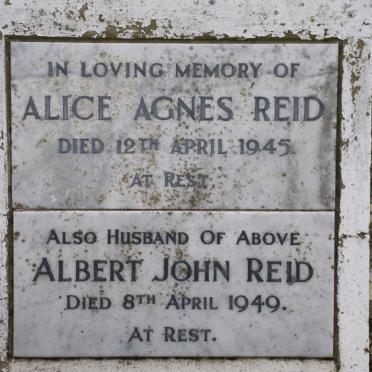 IN LOVING MEMORY OF
ALICE AGNES REID
DIED 12TH APRIL 1945.
AT REST
ALSO HUSBAND OF ABOVE
ALBERT JOHN REID
DIED 8TH APRIL 1949.
AT REST.